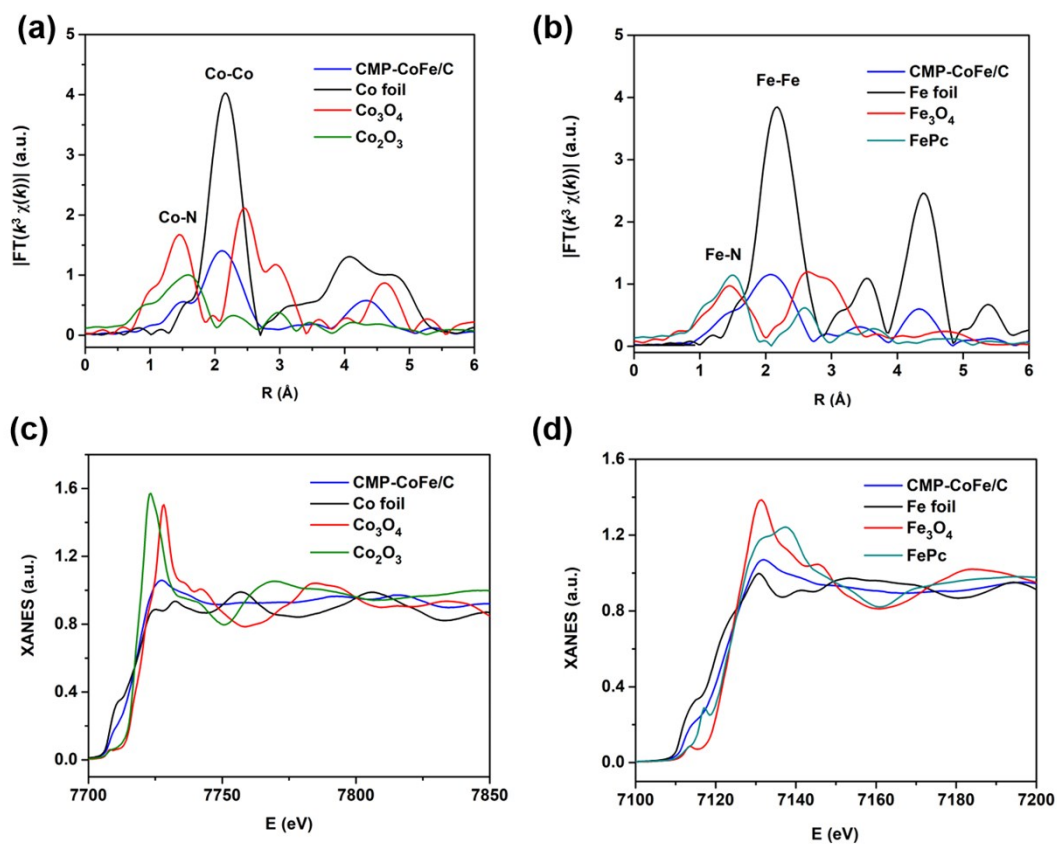 (a)
5
4
3
2
1
0
|FT(k³ χ(k))| (a.u.)
Co-Co
Co-N
CMP-CoFe/C
Co foil
Co₃O₄
Co₂O₃
0 1 2 3 4 5 6
R (Å)
(b)
5
4
3
2
1
0
|FT(k³ χ(k))| (a.u.)
Fe-Fe
Fe-N
CMP-CoFe/C
Fe foil
Fe₃O₄
FePc
0 1 2 3 4 5 6
R (Å)
(c)
1.6
1.2
0.8
0.4
0.0
XANES (a.u.)
CMP-CoFe/C
Co foil
Co₃O₄
Co₂O₃
7700 7750 7800 7850
E (eV)
(d)
1.6
1.2
0.8
0.4
0.0
XANES (a.u.)
CMP-CoFe/C
Fe foil
Fe₃O₄
FePc
7100 7120 7140 7160 7180 7200
E (eV)